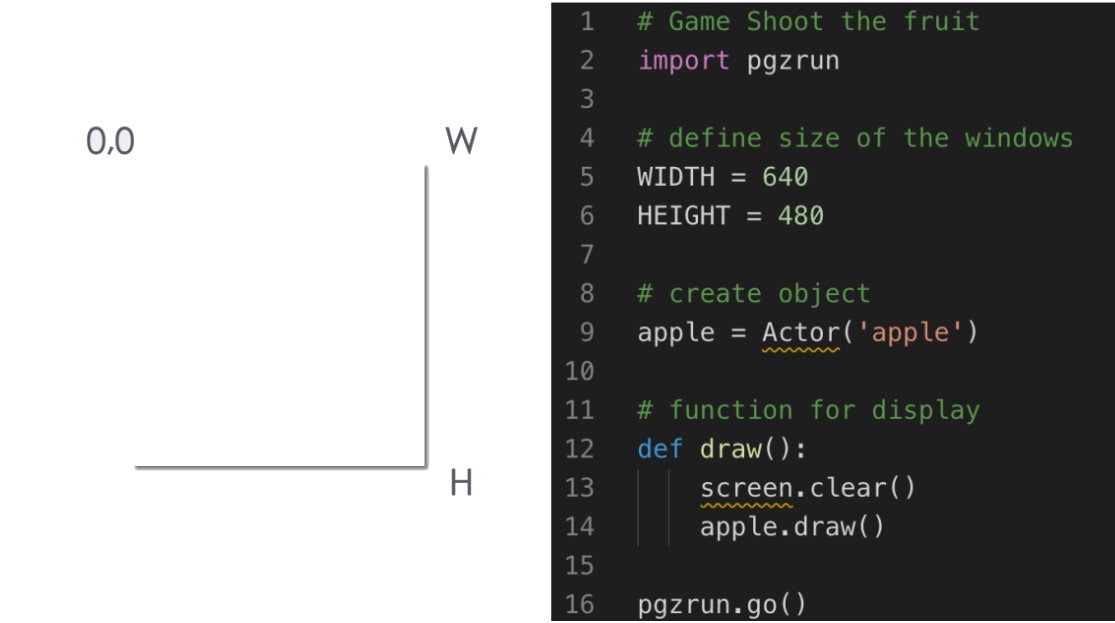 0,0
W
H
1 # Game Shoot the fruit
2 import pgzrun
3
4 # define size of the windows
5 WIDTH = 640
6 HEIGHT = 480
7
8 # create object
9 apple = Actor('apple')
10
11 # function for display
12 def draw():
13 screen.clear()
14 apple.draw()
15
16 pgzrun.go()